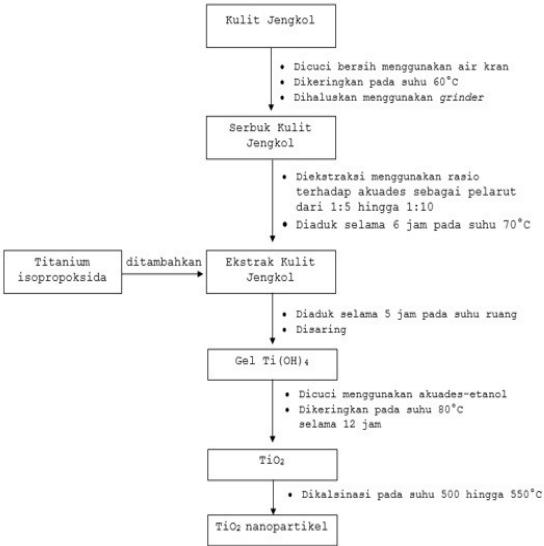 Kulit Jengkol
• Dicuci bersih menggunakan air kran
• Dikeringkan pada suhu 60°C
• Dihaluskan menggunakan grinder
Serbuk Kulit
Jengkol
• Diekstraksi menggunakan rasio
terhadap akuades sebagai pelarut
dari 1:5 hingga 1:10
• Diaduk selama 6 jam pada suhu 70°C
Titanium
isopropoksida
ditambahkan
Ekstrak Kulit
Jengkol
• Diaduk selama 5 jam pada suhu ruang
• Disaring
Gel Ti(OH)₄
• Dicuci menggunakan akuades-etanol
• Dikeringkan pada suhu 80°C
selama 12 jam
TiO₂
• Dikalsinasi pada suhu 500 hingga 550°C
TiO₂ nanopartikel